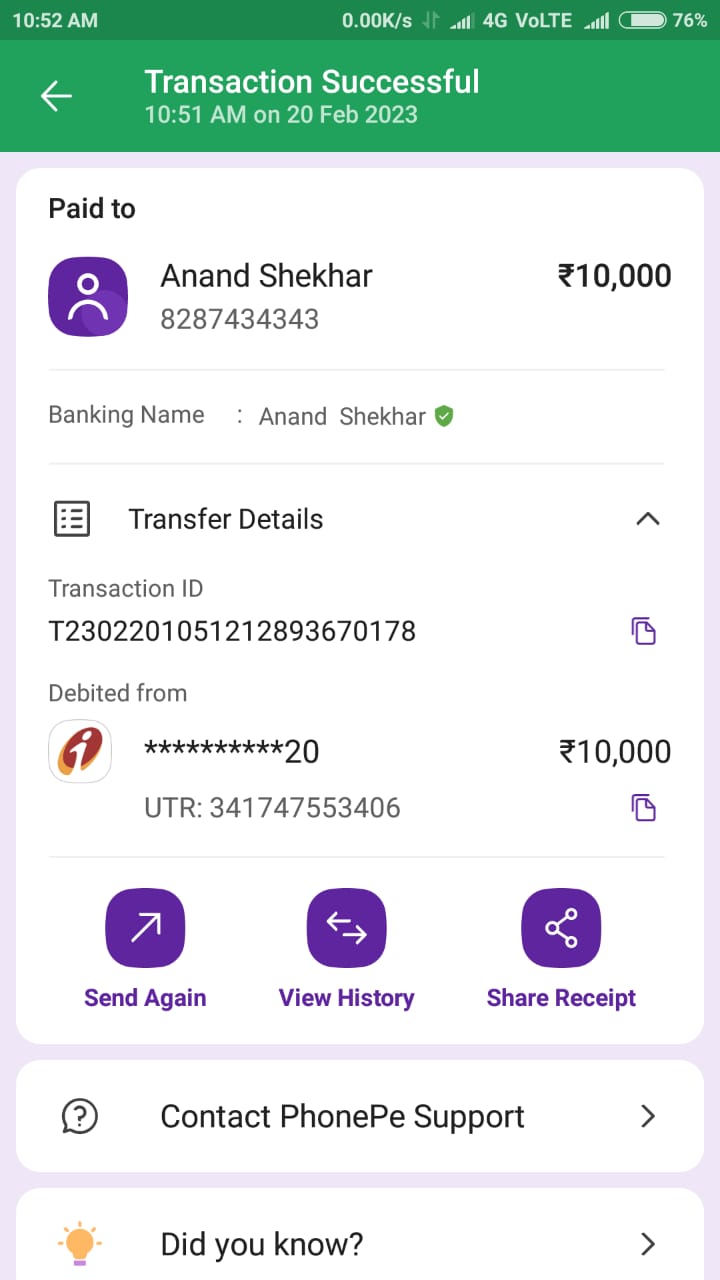 10:52 AM 0.00K/s 4G VoLTE 76%
Transaction Successful
10:51 AM on 20 Feb 2023
Paid to
Anand Shekhar ₹10,000
8287434343
Banking Name : Anand Shekhar
Transfer Details
Transaction ID
T2302201051212893670178
Debited from
**********20 ₹10,000
UTR: 341747553406
Send Again View History Share Receipt
Contact PhonePe Support
Did you know?